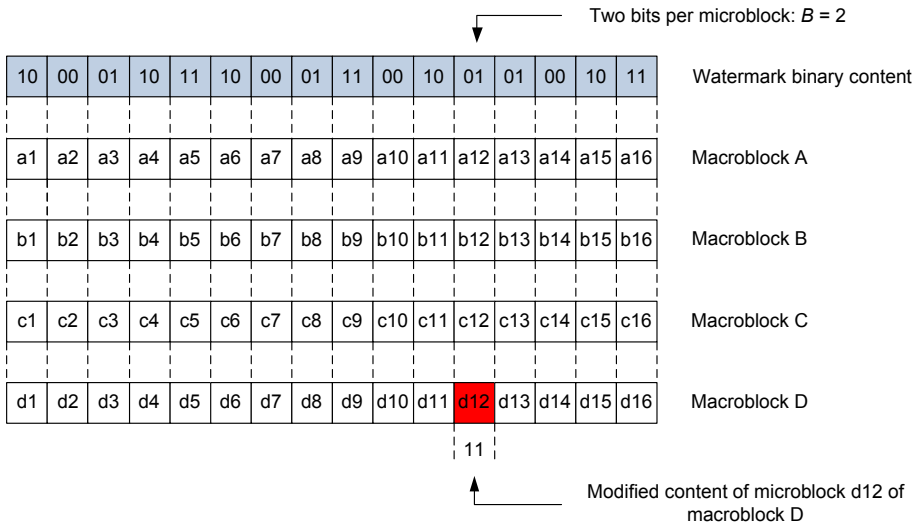 Two bits per microblock: B = 2
10 00 01 10 11 10 00 01 11 00 10 01 01 00 10 11 Watermark binary content
a1 a2 a3 a4 a5 a6 a7 a8 a9 a10 a11 a12 a13 a14 a15 a16 Macroblock A
b1 b2 b3 b4 b5 b6 b7 b8 b9 b10 b11 b12 b13 b14 b15 b16 Macroblock B
c1 c2 c3 c4 c5 c6 c7 c8 c9 c10 c11 c12 c13 c14 c15 c16 Macroblock C
d1 d2 d3 d4 d5 d6 d7 d8 d9 d10 d11 d12 d13 d14 d15 d16 Macroblock D
11
Modified content of microblock d12 of
macroblock D